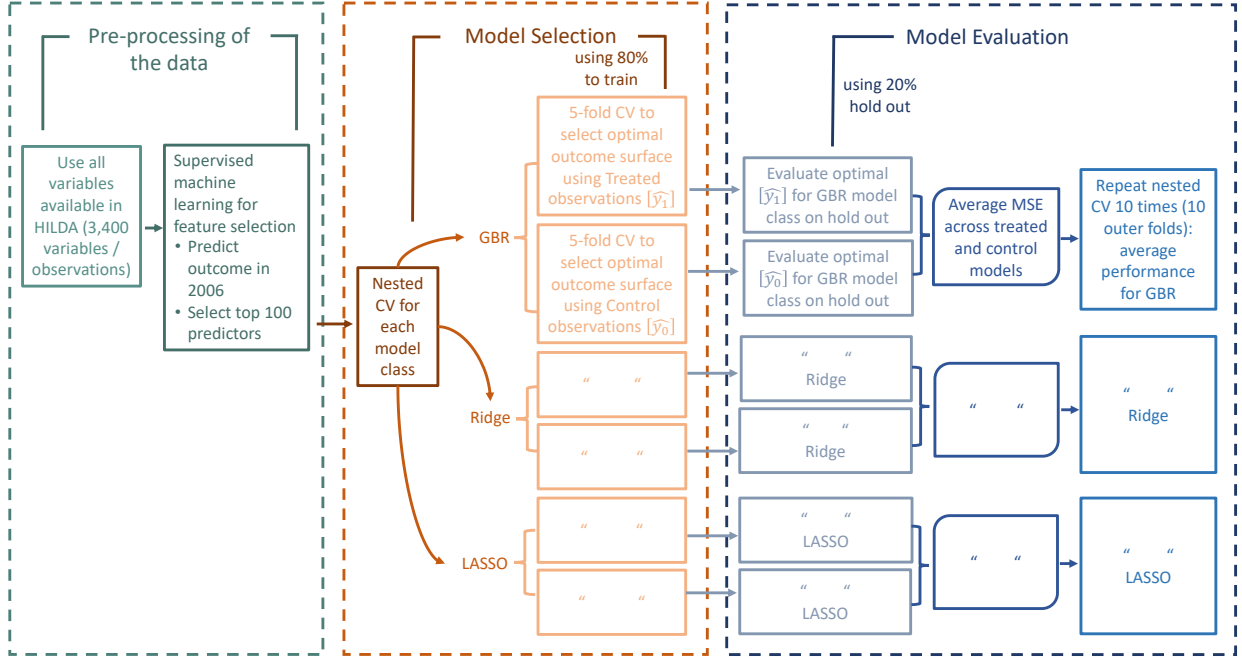 Pre-processing of
the data
Use all
variables
available in
HILDA (3,400
variables /
observations)
Supervised
machine
learning for
feature selection
• Predict
outcome in
2006
• Select top 100
predictors
Model Selection
using 80%
to train
Nested
CV for
each
model
class
GBR
5-fold CV to
select optimal
outcome surface
using Treated
observations [ŷ₁]
5-fold CV to
select optimal
outcome surface
using Control
observations [ŷ₀]
Ridge
“ “
“ “
LASSO
“ “
“ “
Model Evaluation
using 20%
hold out
Evaluate optimal
[ŷ₁] for GBR model
class on hold out
Evaluate optimal
[ŷ₀] for GBR model
class on hold out
Average MSE
across treated
and control
models
Repeat nested
CV 10 times (10
outer folds):
average
performance
for GBR
“ “
Ridge
“ “
Ridge
“ “
“ “
Ridge
“ “
LASSO
“ “
LASSO
“ “
“ “
LASSO